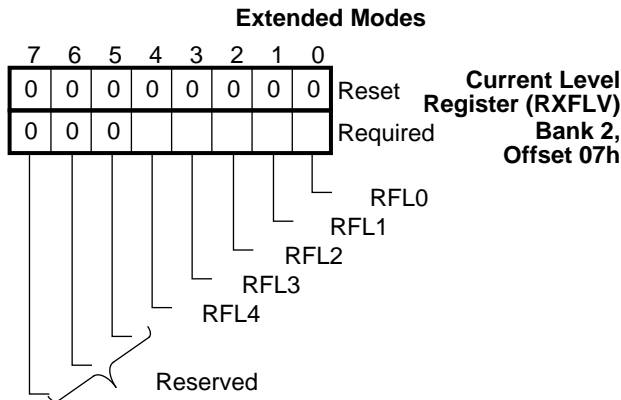 Extended Modes
7 6 5 4 3 2 1 0
0 0 0 0 0 0 0 0 Reset
0 0 0 Required
Current Level
Register (RXFLV)
Bank 2,
Offset 07h
RFL0
RFL1
RFL2
RFL3
RFL4
Reserved